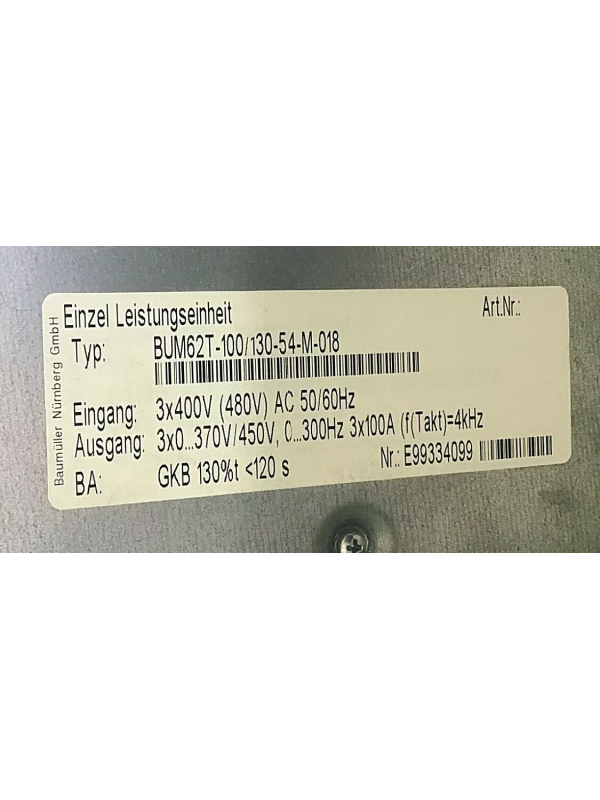 Baumüller Nürnberg GmbH
Einzel Leistungseinheit
Art.Nr.:
Typ: BUM62T-100/130-54-M-018
Eingang: 3x400V (480V) AC 50/60Hz
Ausgang: 3x0...370V/450V, 0...300Hz 3x100A (f(Takt)=4kHz
BA: GKB 130%t <120 s
Nr.: E99334099